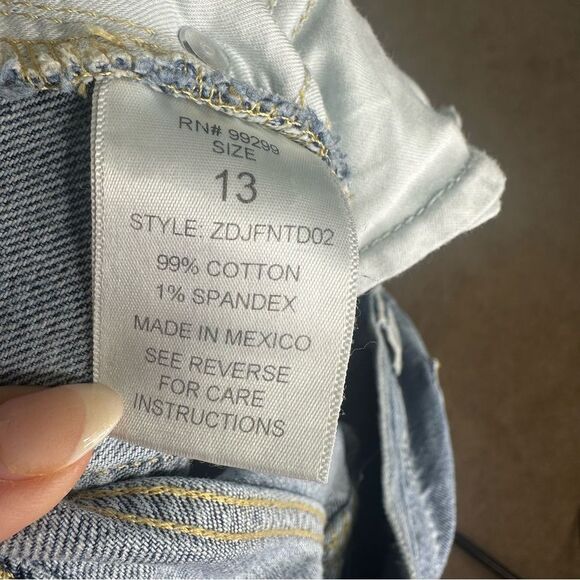 RN# 99299
SIZE
13
STYLE: ZDJFNTD02
99% COTTON
1% SPANDEX
MADE IN MEXICO
SEE REVERSE
FOR CARE
INSTRUCTIONS